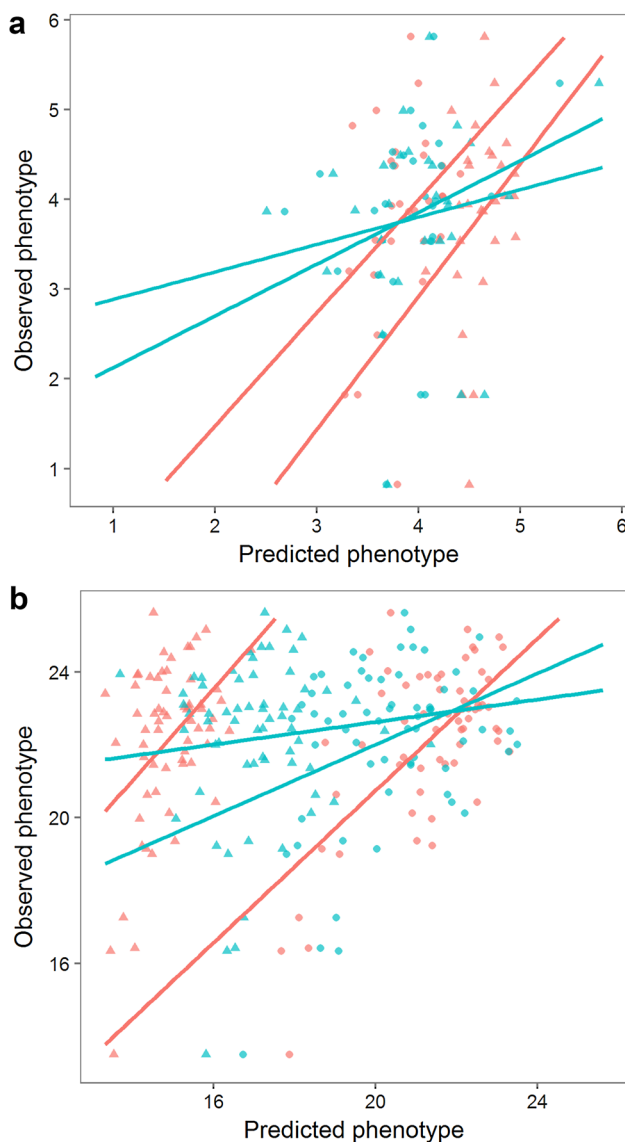 a
6
5
4
3
2
1
Observed phenotype
1 2 3 4 5 6
Predicted phenotype
b
24
20
16
Observed phenotype
16 20 24
Predicted phenotype